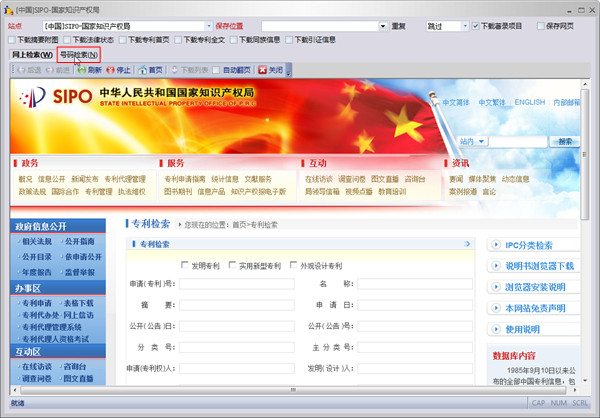 [中国]SIPO-国家知识产权局
站点 [中国]SIPO-国家知识产权局 保存位置 重复 跳过 下载著录项目 保存网页
下载摘要附图 下载法律状态 下载专利首页 下载专利全文 下载同族信息 下载引证信息
网上检索(W) 号码检索(N)
后退 前进 刷新 停止 首页 下载列表 自动翻页 关闭
SIPO 中华人民共和国国家知识产权局
STATE INTELLECTUAL PROPERTY OFFICE OF P.R.C
中文简体 中文繁体 ENGLISH 内部邮箱
站内 搜索
政务 服务 互动 资讯
概况 信息公开 新闻发布 专利代理管理 专利申请指南 统计信息 文献服务 在线访谈 调查问卷 图文直播 咨询台 要闻 媒体聚焦 动态信息
政策法规 国际合作 专利管理 执法维权 图书期刊 信息产品 知识产权报电子版 局领导信箱 视频点播 教育培训 案例报道 言论
政府信息公开
相关法规 公开指南
公开目录 依申请公开
年度报告 监督举报
办事区
专利申请 表格下载
专利代办处 网上信访
专利代理管理系统
专利代理人资格考试
互动区
在线访谈 咨询台
调查问卷 图文直播
专利检索 您现在的位置：首页>专利检索
专利检索
发明专利 实用新型专利 外观设计专利
申请(专利)号: 名 称:
摘 要: 申 请 日:
公开(公告)日: 公开(公告)号:
分 类 号: 主 分 类 号:
申请(专利权)人: 发明(设计)人:
IPC分类检索
说明书浏览器下载
浏览器安装说明
本网站免责声明
使用说明
数据库内容
1985年9月10日以来公布的全部中国专利信息，包
就绪 CAP NUM SCRL